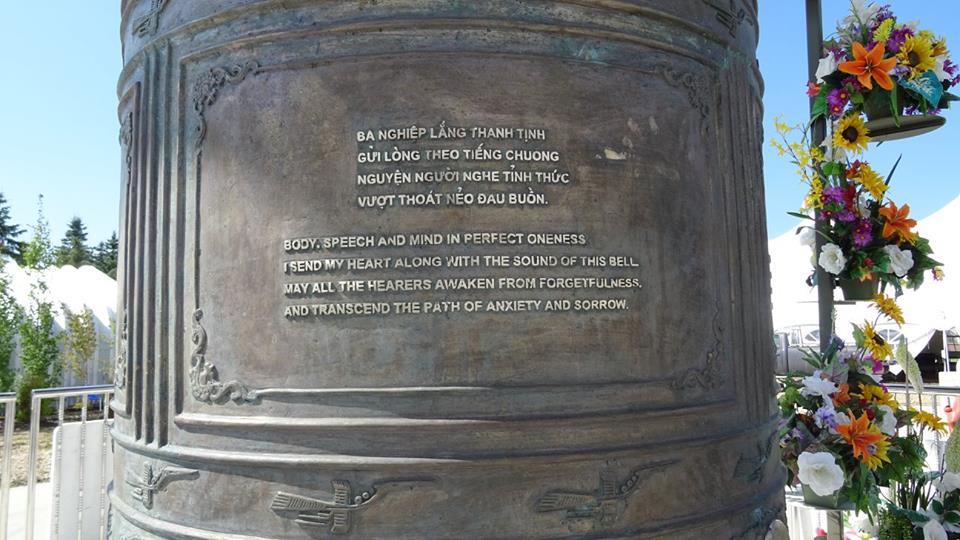 BA NGHIỆP LẮNG THANH TỊNH
GỬI LÒNG THEO TIẾNG CHUONG
NGUYỆN NGƯỜI NGHE TỈNH THỨC
VƯỢT THOÁT NẺO ĐAU BUỒN.
BODY, SPEECH AND MIND IN PERFECT ONENESS
I SEND MY HEART ALONG WITH THE SOUND OF THIS BELL.
MAY ALL THE HEARERS AWAKEN FROM FORGETFULNESS.
AND TRANSCEND THE PATH OF ANXIETY AND SORROW.